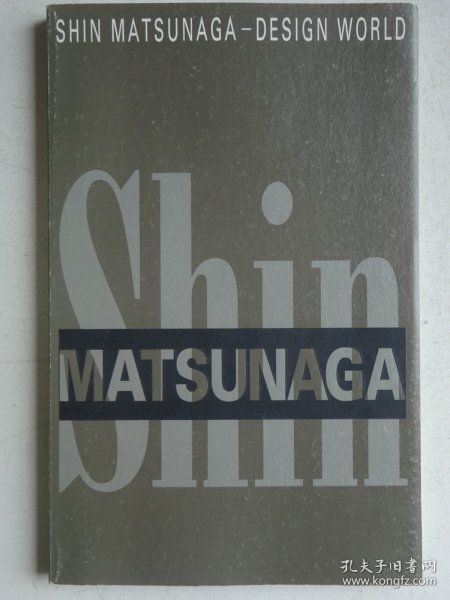 SHIN MATSUNAGA–DESIGN WORLD
Shin
MATSUNAGA
孔夫子旧书网
www.kongfz.com